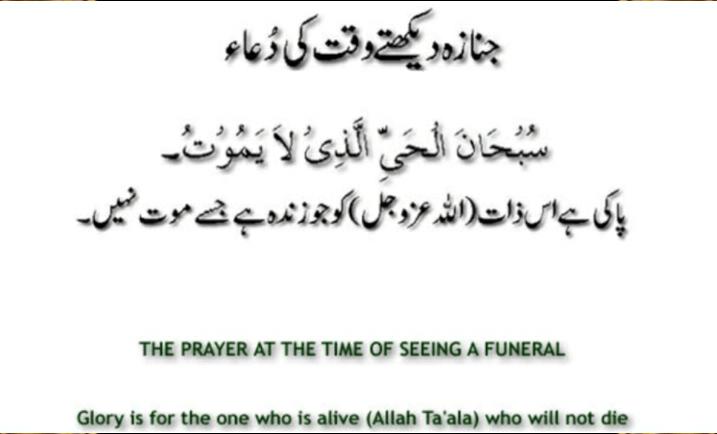 جنازہ دیکھتے وقت کی دُعاء
سُبْحَانَ الْحَيِّ الَّذِىْ لاَ يَمُوْتُ۔
پاکی ہے اس ذات (اللہ عزوجل) کو جو زندہ ہے جسے موت نہیں۔
THE PRAYER AT THE TIME OF SEEING A FUNERAL
Glory is for the one who is alive (Allah Ta'ala) who will not die